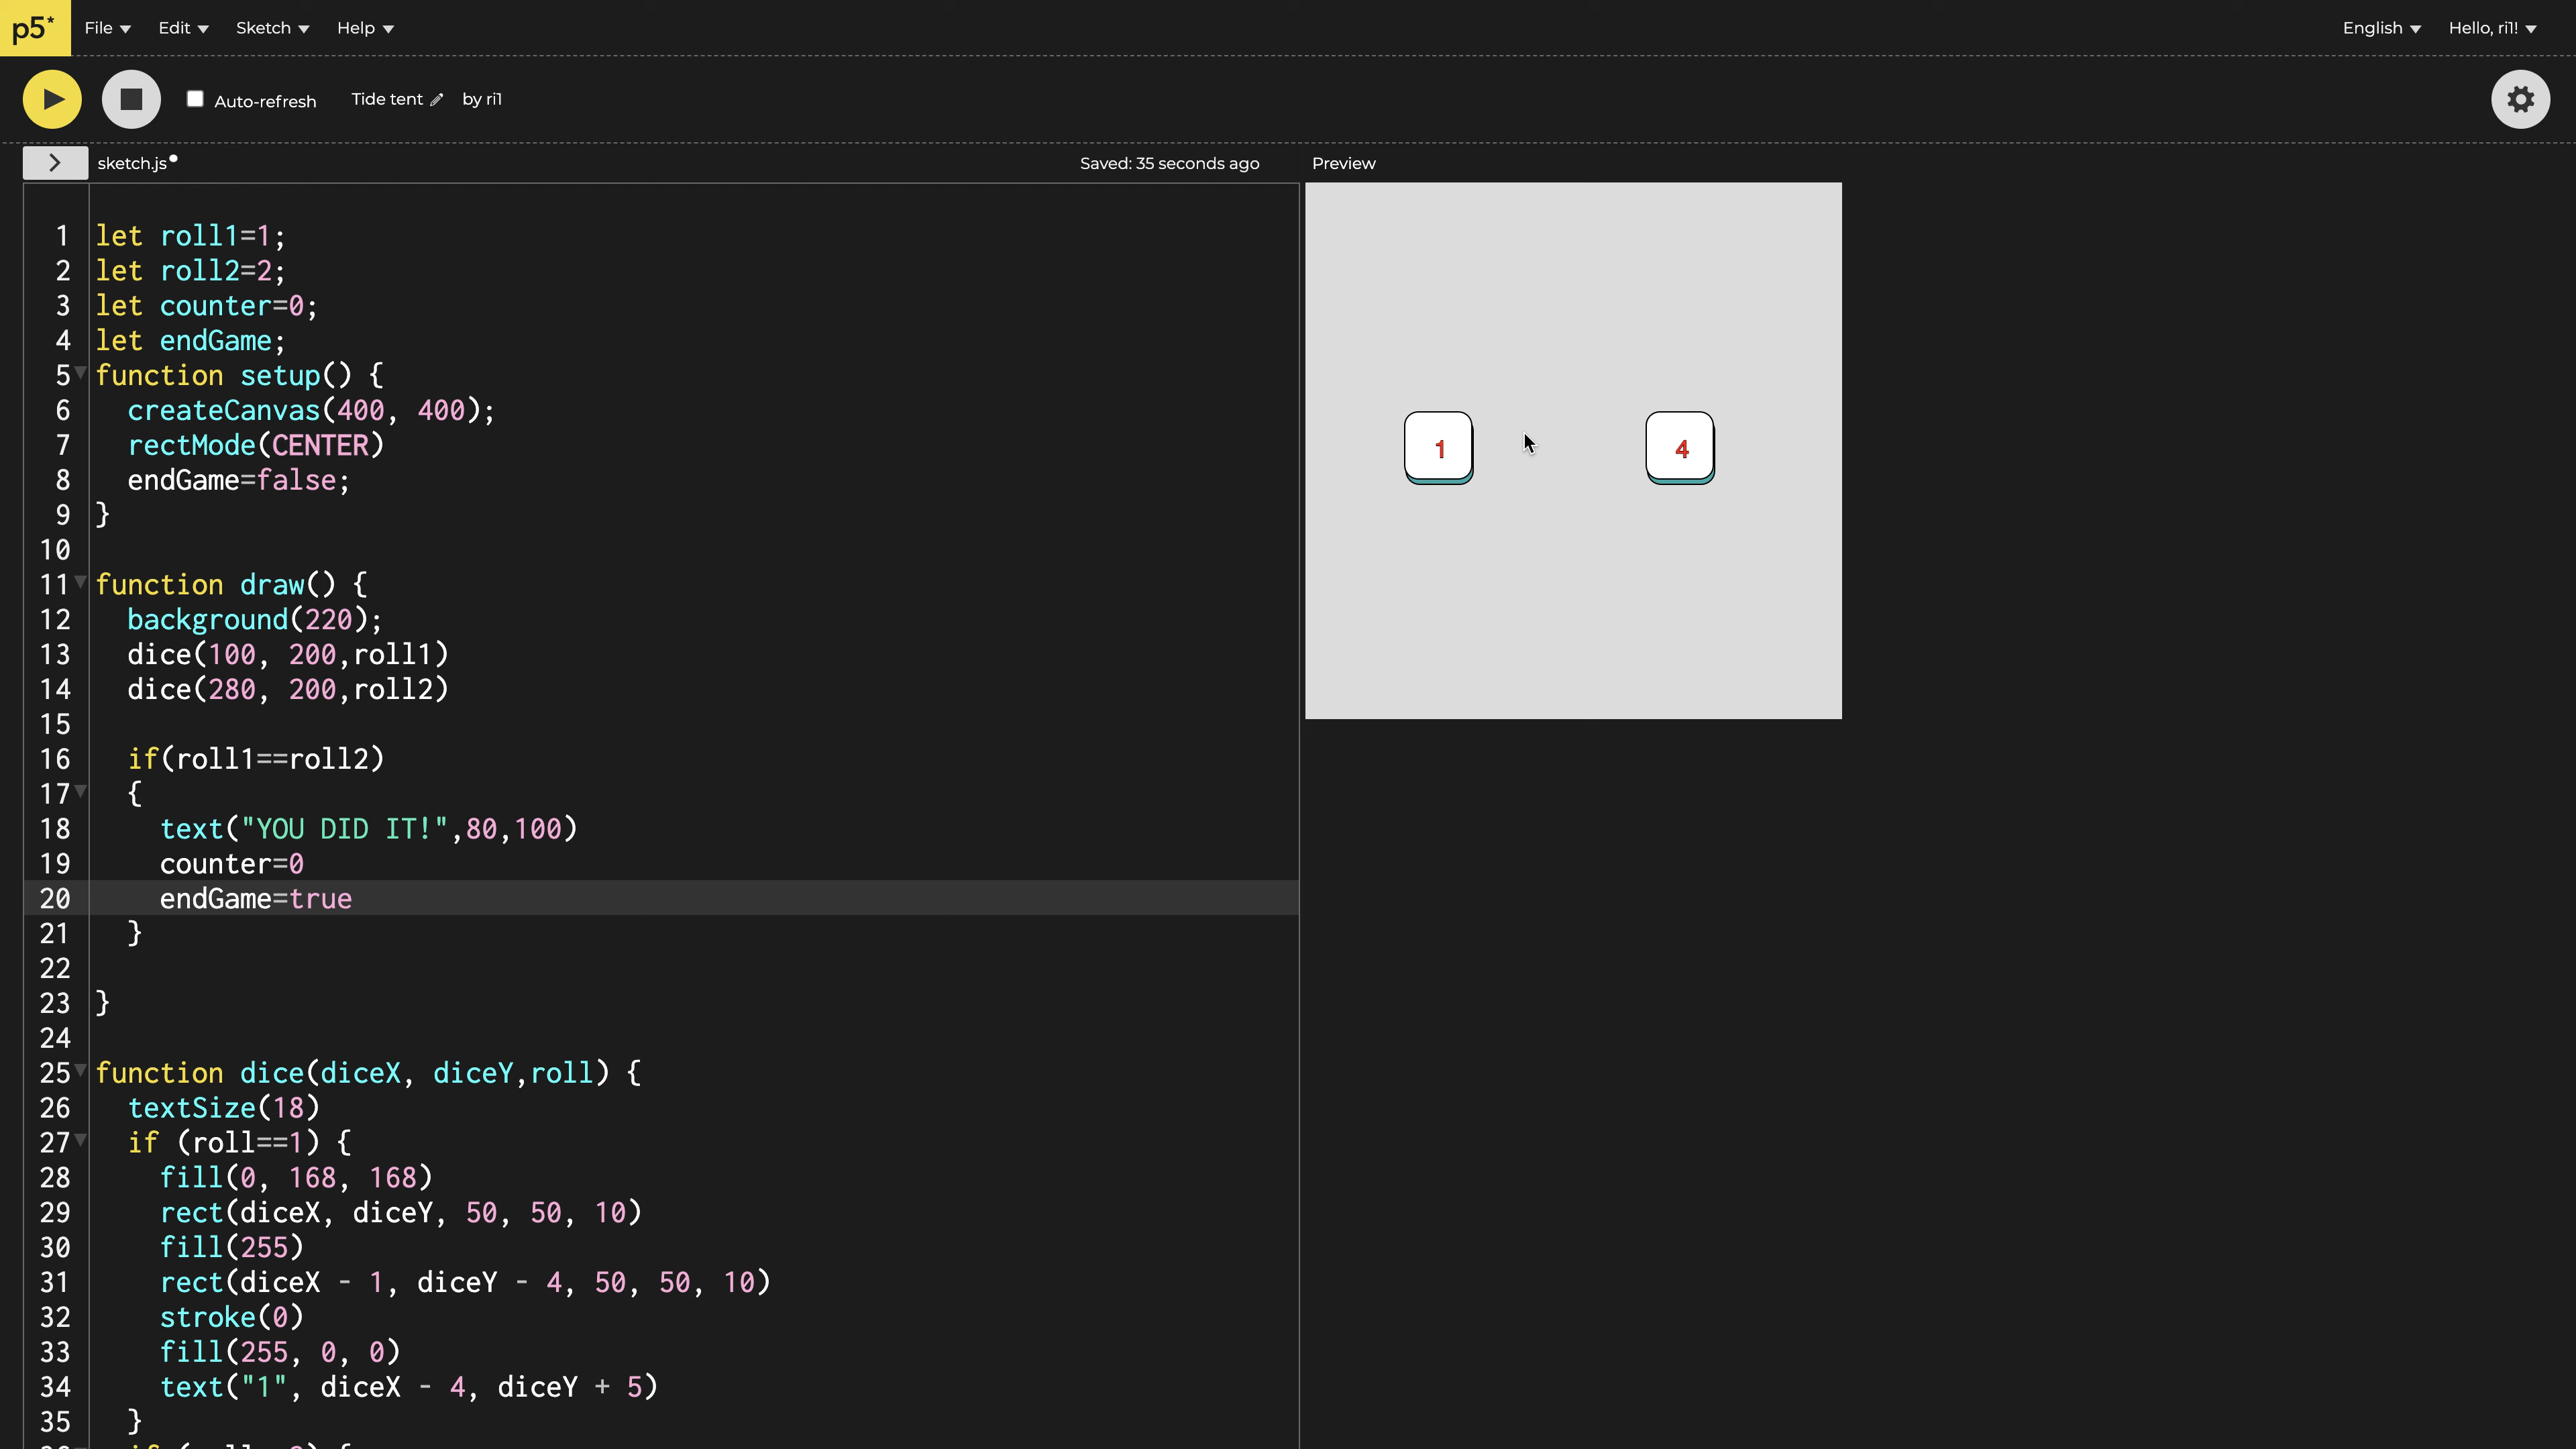 p5* File Edit Sketch Help English Hello, ri1!
Auto-refresh Tide tent by ri1
sketch.js Saved: 35 seconds ago Preview
1 let roll1=1;
2 let roll2=2;
3 let counter=0;
4 let endGame;
5 function setup() {
6 createCanvas(400, 400);
7 rectMode(CENTER)
8 endGame=false;
9 }
10
11 function draw() {
12 background(220);
13 dice(100, 200,roll1)
14 dice(280, 200,roll2)
15
16 if(roll1==roll2)
17 {
18 text("YOU DID IT!",80,100)
19 counter=0
20 endGame=true
21 }
22
23 }
24
25 function dice(diceX, diceY,roll) {
26 textSize(18)
27 if (roll==1) {
28 fill(0, 168, 168)
29 rect(diceX, diceY, 50, 50, 10)
30 fill(255)
31 rect(diceX - 1, diceY - 4, 50, 50, 10)
32 stroke(0)
33 fill(255, 0, 0)
34 text("1", diceX - 4, diceY + 5)
35 }
1 4